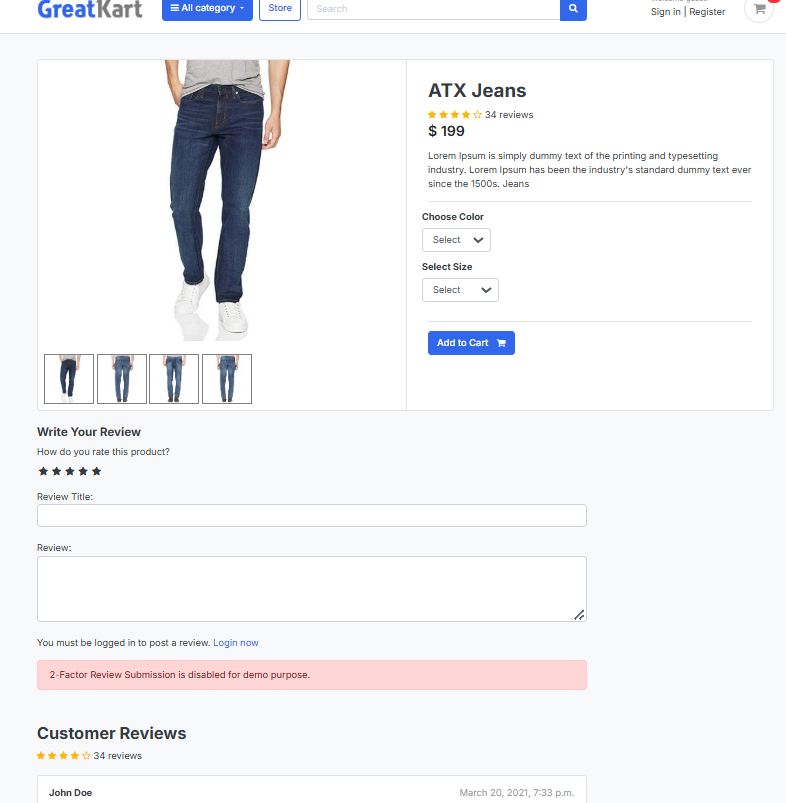 GreatKart
All category
Store
Search
Sign in | Register
ATX Jeans
34 reviews
$ 199
Lorem Ipsum is simply dummy text of the printing and typesetting
industry. Lorem Ipsum has been the industry's standard dummy text ever
since the 1500s. Jeans
Choose Color
Select
Select Size
Select
Add to Cart
Write Your Review
How do you rate this product?
Review Title:
Review:
You must be logged in to post a review. Login now
2-Factor Review Submission is disabled for demo purpose.
Customer Reviews
34 reviews
John Doe
March 20, 2021, 7:33 p.m.